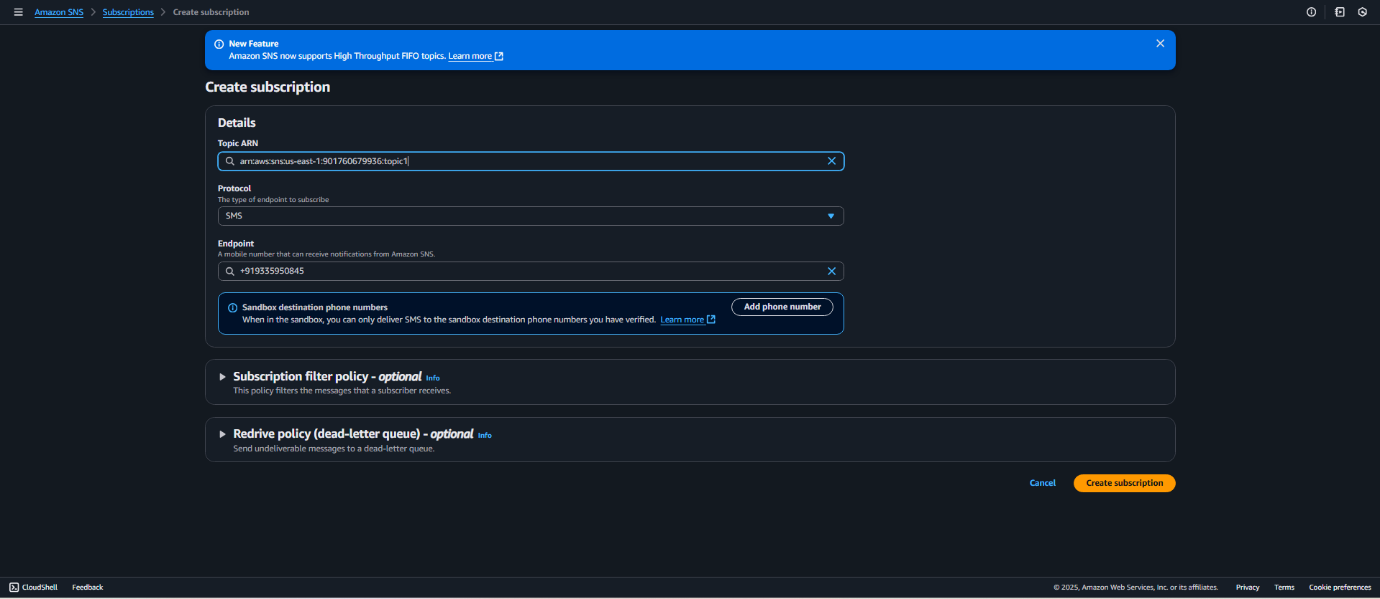 Amazon SNS > Subscriptions > Create subscription
New Feature
Amazon SNS now supports High Throughput FIFO topics. Learn more
Create subscription
Details
Topic ARN
arn:aws:sns:us-east-1:901760679936:topic1
Protocol
The type of endpoint to subscribe
SMS
Endpoint
A mobile number that can receive notifications from Amazon SNS.
+919335950845
Sandbox destination phone numbers
When in the sandbox, you can only deliver SMS to the sandbox destination phone numbers you have verified. Learn more
Add phone number
Subscription filter policy - optional Info
This policy filters the messages that a subscriber receives.
Redrive policy (dead-letter queue) - optional Info
Send undeliverable messages to a dead-letter queue.
Cancel Create subscription
CloudShell Feedback © 2025, Amazon Web Services, Inc. or its affiliates. Privacy Terms Cookie preferences